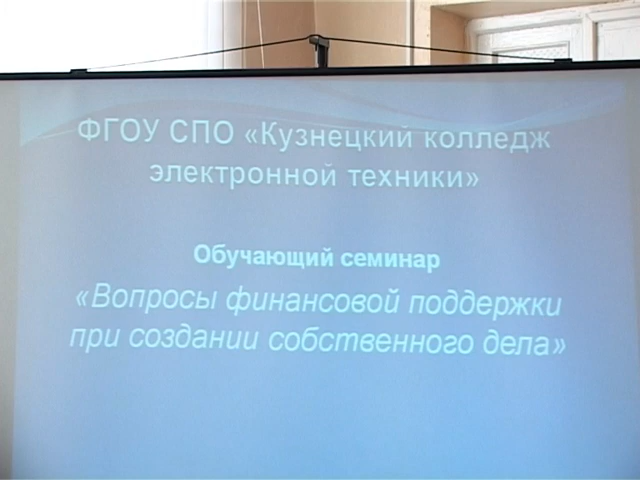 ФГОУ СПО «Кузнецкий колледж
электронной техники»
Обучающий семинар
«Вопросы финансовой поддержки
при создании собственного дела»